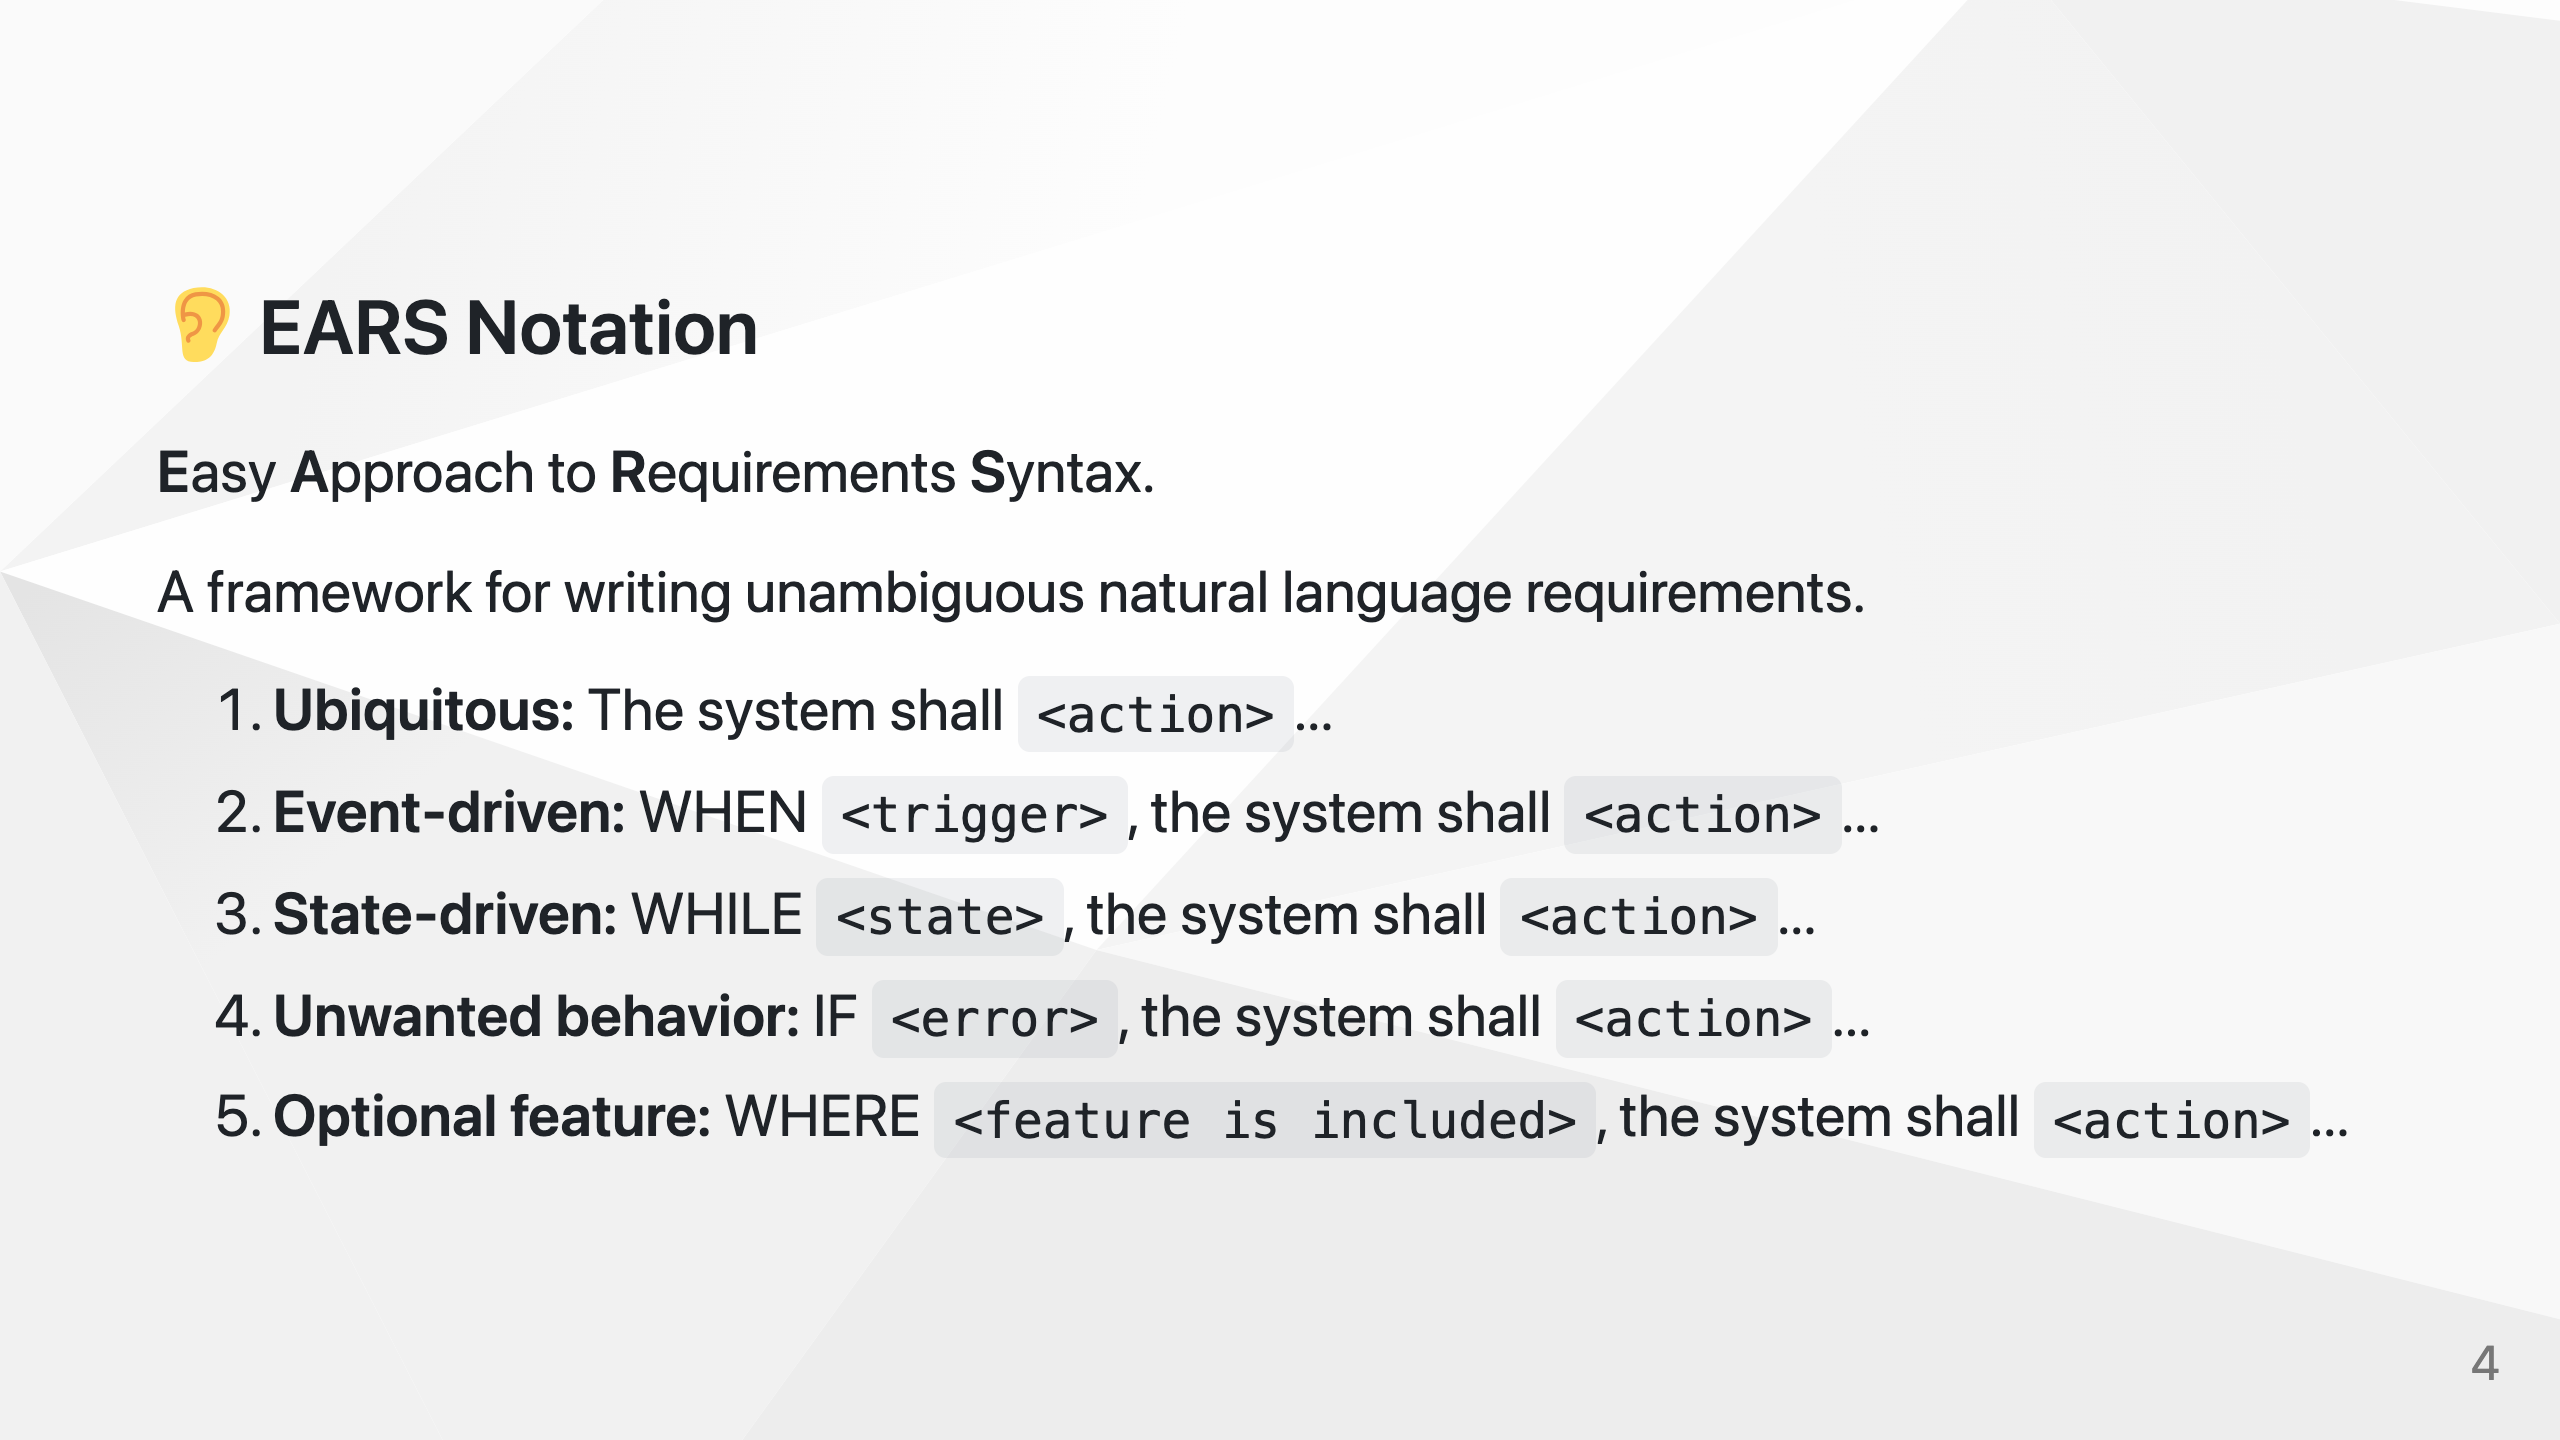 👂 EARS Notation
Easy Approach to Requirements Syntax.
A framework for writing unambiguous natural language requirements.
1. Ubiquitous: The system shall <action>...
2. Event-driven: WHEN <trigger>, the system shall <action>...
3. State-driven: WHILE <state>, the system shall <action>...
4. Unwanted behavior: IF <error>, the system shall <action>...
5. Optional feature: WHERE <feature is included>, the system shall <action>...
4